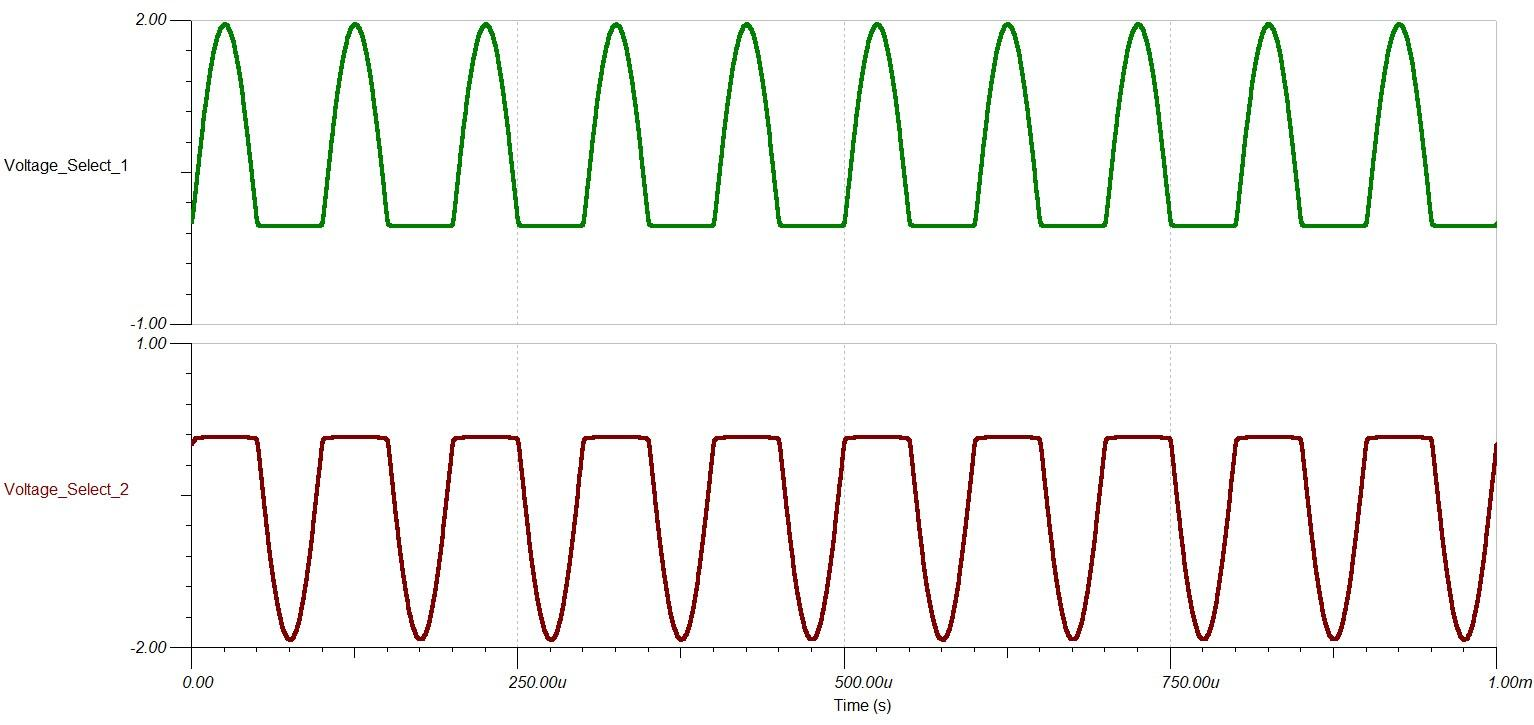 2.00
Voltage_Select_1
-1.00
1.00
Voltage_Select_2
-2.00
0.00 250.00u 500.00u 750.00u 1.00m
Time (s)